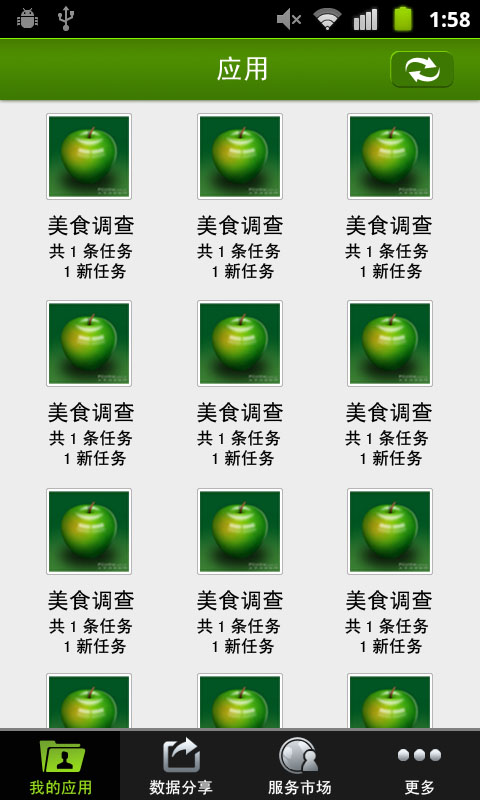 1:58
应用
美食调查 美食调查 美食调查
共 1 条任务 共 1 条任务 共 1 条任务
1 新任务 1 新任务 1 新任务
美食调查 美食调查 美食调查
共 1 条任务 共 1 条任务 共 1 条任务
1 新任务 1 新任务 1 新任务
美食调查 美食调查 美食调查
共 1 条任务 共 1 条任务 共 1 条任务
1 新任务 1 新任务 1 新任务
我的应用 数据分享 服务市场 更多